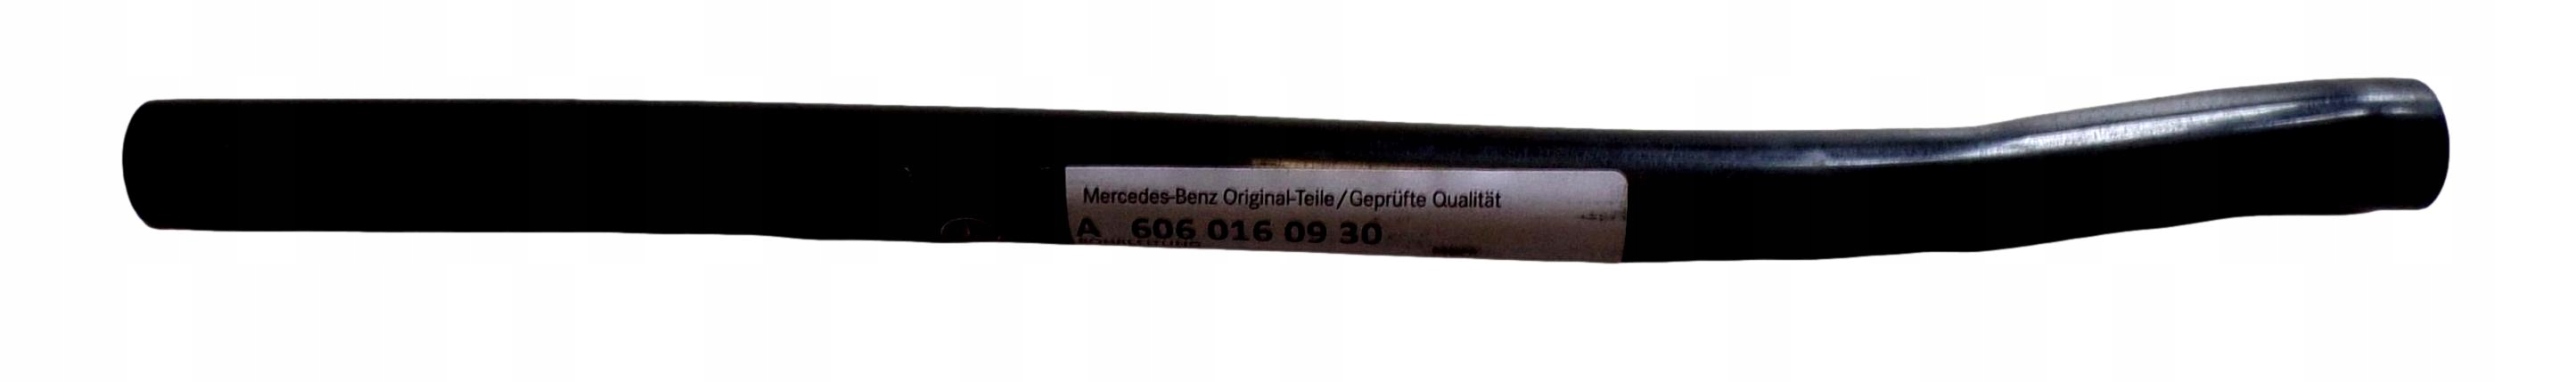 Mercedes-Benz Original-Teile/Geprüfte Qualität
A 606 016 09 30